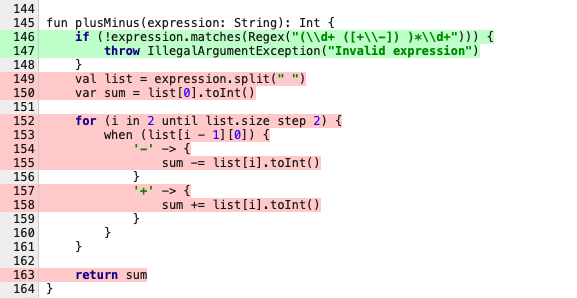 144
145 fun plusMinus(expression: String): Int {
146     if (!expression.matches(Regex("(\\d+ ([+\\-]) )*\\d+"))) {
147         throw IllegalArgumentException("Invalid expression")
148     }
149     val list = expression.split(" ")
150     var sum = list[0].toInt()
151
152     for (i in 2 until list.size step 2) {
153         when (list[i - 1][0]) {
154             '-' -> {
155                 sum -= list[i].toInt()
156             }
157             '+' -> {
158                 sum += list[i].toInt()
159             }
160         }
161     }
162
163     return sum
164 }